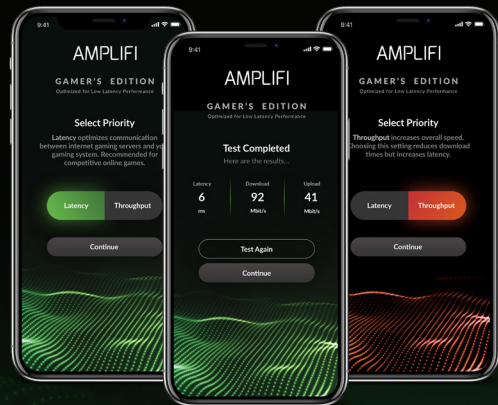 9:41
AMPLIFI
GAMER'S EDITION
Optimized for Low Latency Performance
Select Priority
Latency optimizes communication
between internet gaming servers and
gaming system. Recommended for
competitive online games.
Latency Throughput
Continue
9:41
AMPLIFI
GAMER'S EDITION
Optimized for Low Latency Performance
Test Completed
Here are the results...
Latency Download Upload
6 92 41
ms Mbit/s Mbit/s
Test Again
Continue
9:41
AMPLIFI
GAMER'S EDITION
Optimized for Low Latency Performance
Select Priority
Throughput increases overall speed.
Choosing this setting reduces download
times but increases latency.
Latency Throughput
Continue